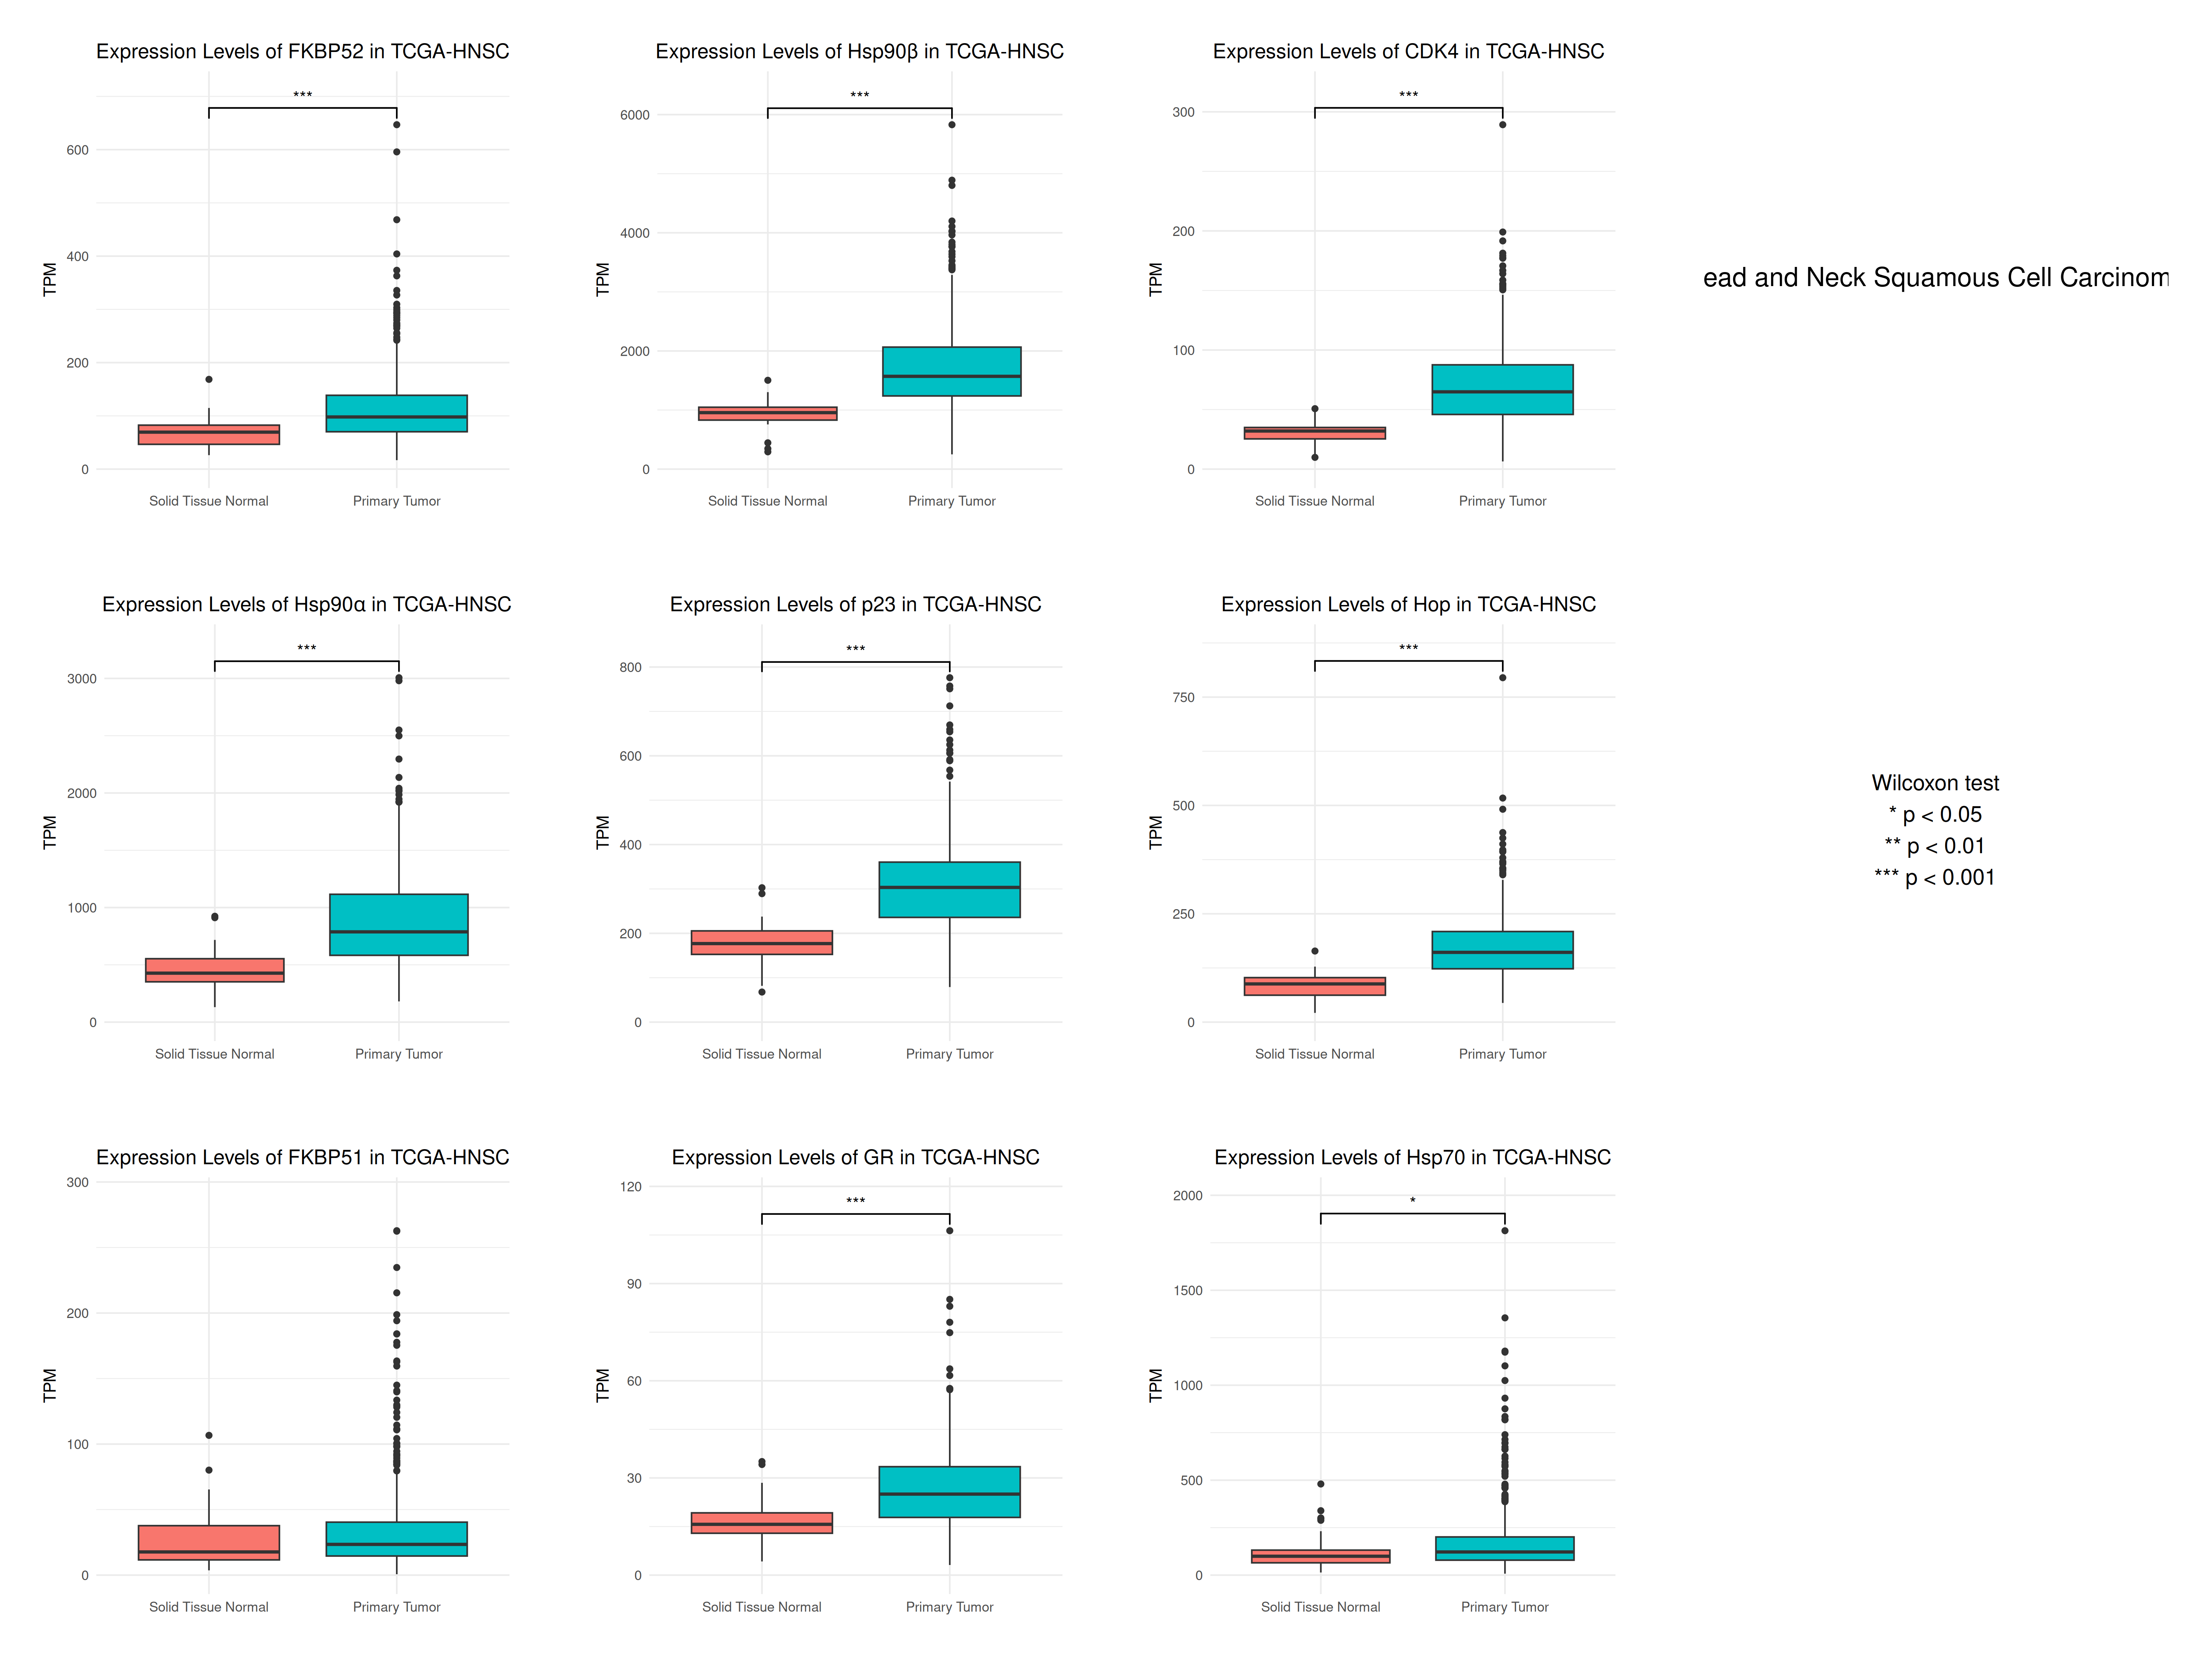 Expression Levels of FKBP52 in TCGA-HNSC
***
600
400
200
0
TPM
Solid Tissue Normal
Primary Tumor
Expression Levels of Hsp90β in TCGA-HNSC
***
6000
4000
2000
0
TPM
Solid Tissue Normal
Primary Tumor
Expression Levels of CDK4 in TCGA-HNSC
***
300
200
100
0
TPM
Solid Tissue Normal
Primary Tumor
ead and Neck Squamous Cell Carcinom
Expression Levels of Hsp90α in TCGA-HNSC
***
3000
2000
1000
0
TPM
Solid Tissue Normal
Primary Tumor
Expression Levels of p23 in TCGA-HNSC
***
800
600
400
200
0
TPM
Solid Tissue Normal
Primary Tumor
Expression Levels of Hop in TCGA-HNSC
***
750
500
250
0
TPM
Solid Tissue Normal
Primary Tumor
Wilcoxon test
* p < 0.05
** p < 0.01
*** p < 0.001
Expression Levels of FKBP51 in TCGA-HNSC
300
200
100
0
TPM
Solid Tissue Normal
Primary Tumor
Expression Levels of GR in TCGA-HNSC
***
120
90
60
30
0
TPM
Solid Tissue Normal
Primary Tumor
Expression Levels of Hsp70 in TCGA-HNSC
*
2000
1500
1000
500
0
TPM
Solid Tissue Normal
Primary Tumor